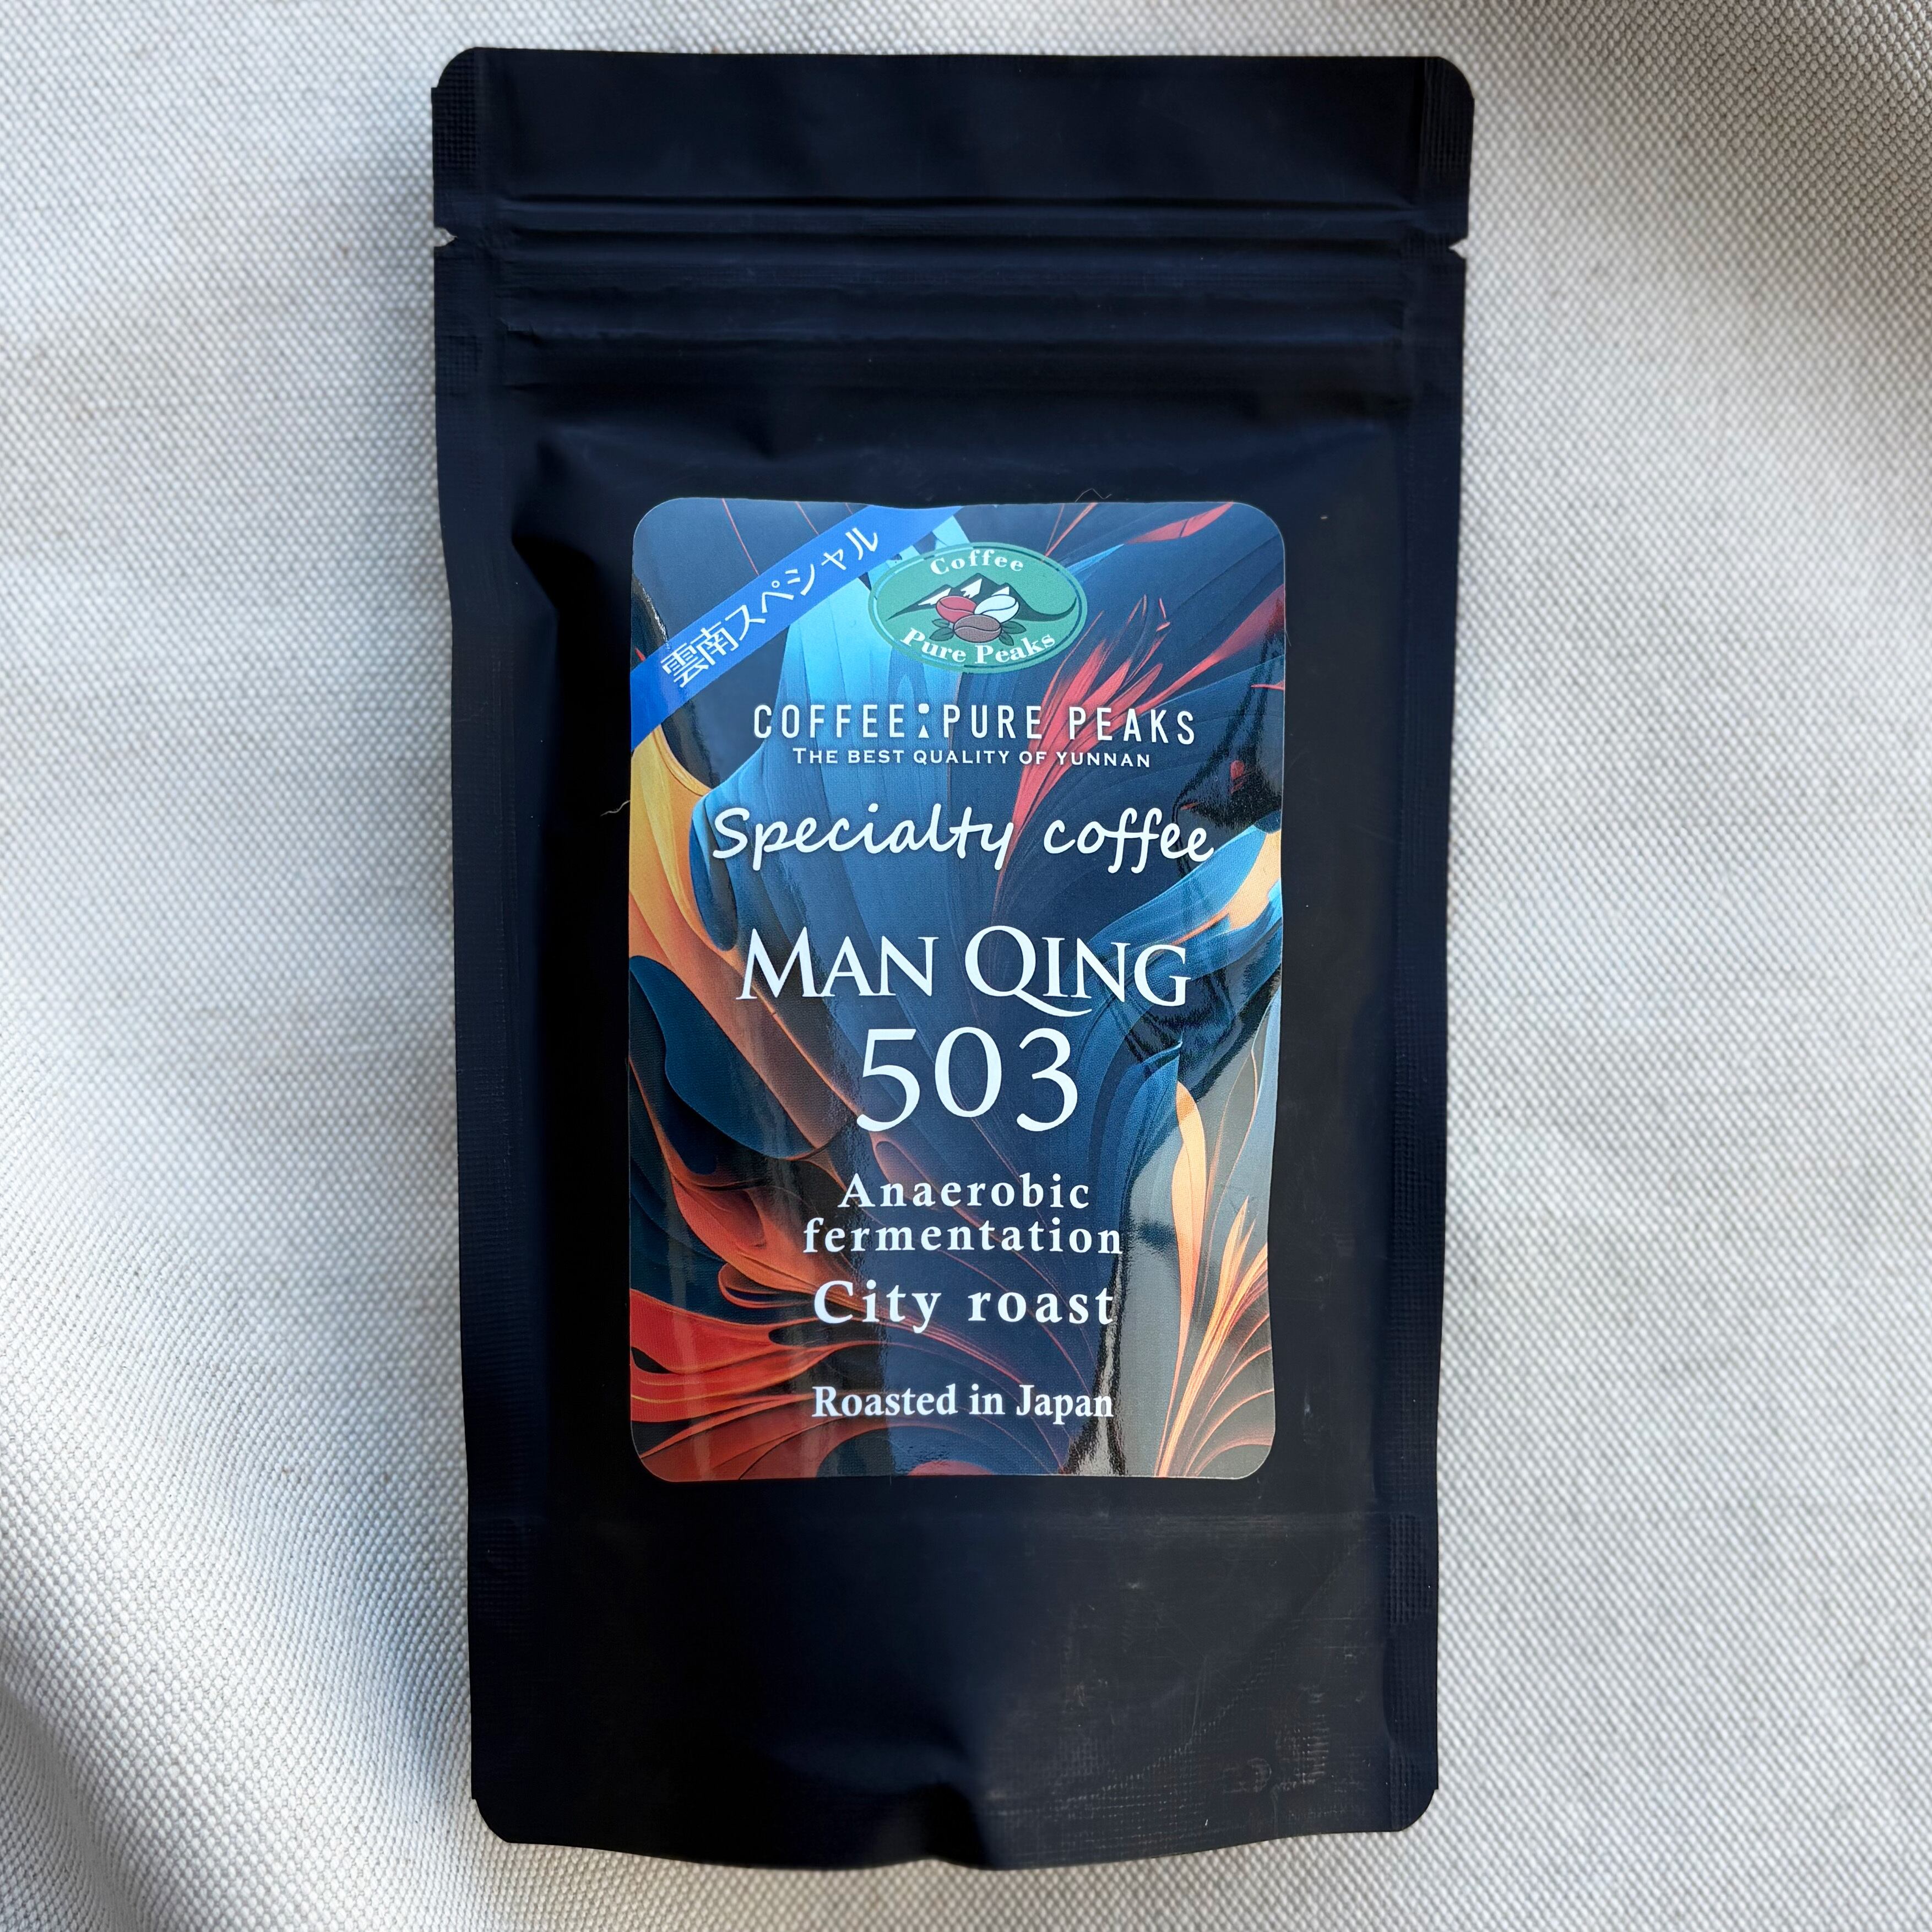 雲南スペシャル
Coffee
Pure Peaks
COFFEE:PURE PEAKS
THE BEST QUALITY OF YUNNAN
Specialty coffee
MAN QING
503
Anaerobic
fermentation
City roast
Roasted in Japan